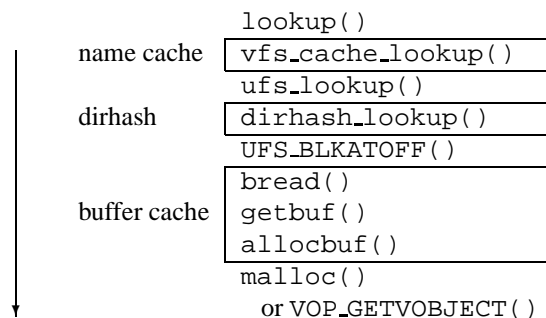 lookup()
name cache vfs_cache_lookup()
ufs_lookup()
dirhash dirhash_lookup()
UFS_BLKATOFF()
bread()
buffer cache getbuf()
allocbuf()
malloc()
or VOP_GETVOBJECT()